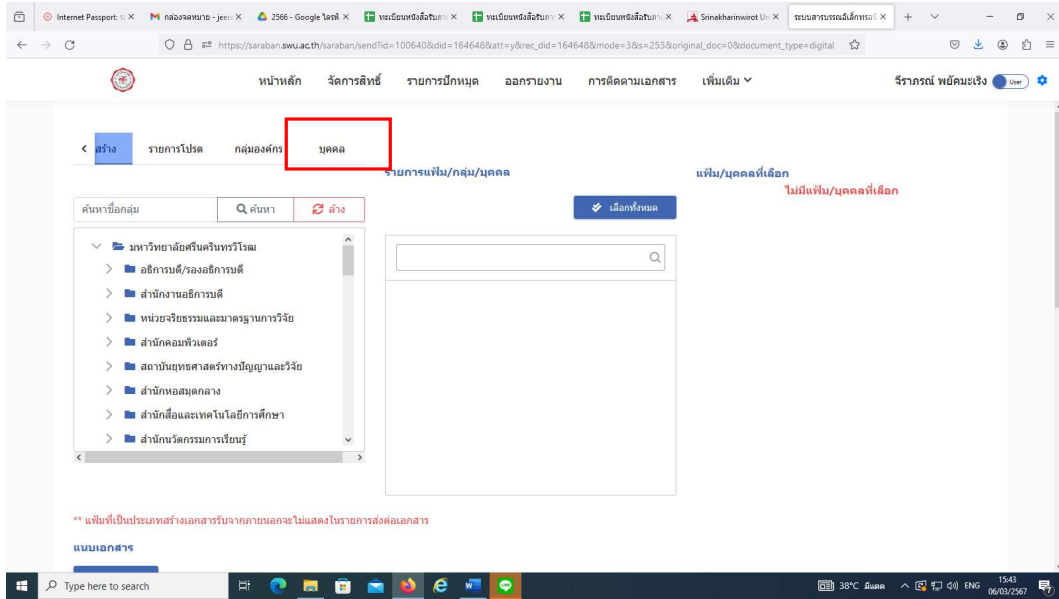 Internet Passport:
กล่องจดหมาย - jeer
2566 - Google ไดรฟ์
ทะเบียนหนังสือรับภา
ทะเบียนหนังสือรับภา
ทะเบียนหนังสือรับภา
Srinakharinwirot Un
ระบบสารบรรณอิเล็กทรอนิ
https://saraban.swu.ac.th/saraban/send?id=100640&did=164648&att=y&rec_did=164648&mode=3&s=253&original_doc=0&document_type=digital
หน้าหลัก จัดการสิทธิ์ รายการปักหมุด ออกรายงาน การติดตามเอกสาร เพิ่มเติม
จีราภรณ์ พยัคมะเริง User
สร้าง รายการโปรด กลุ่มองค์กร บุคคล
รายการแฟ้ม/กลุ่ม/บุคคล
แฟ้ม/บุคคลที่เลือก
ไม่มีแฟ้ม/บุคคลที่เลือก
ค้นหาชื่อกลุ่ม ค้นหา ล้าง
เลือกทั้งหมด
มหาวิทยาลัยศรีนครินทรวิโรฒ
อธิการบดี/รองอธิการบดี
สำนักงานอธิการบดี
หน่วยจริยธรรมและมาตรฐานการวิจัย
สำนักคอมพิวเตอร์
สถาบันยุทธศาสตร์ทางปัญญาและวิจัย
สำนักหอสมุดกลาง
สำนักสื่อและเทคโนโลยีการศึกษา
สำนักนวัตกรรมการเรียนรู้
** แฟ้มที่เป็นประเภทสร้างเอกสารรับจากภายนอกจะไม่แสดงในรายการส่งต่อเอกสาร
แนบเอกสาร
Type here to search
38°C มีแดด
ENG
15:43
06/03/2567